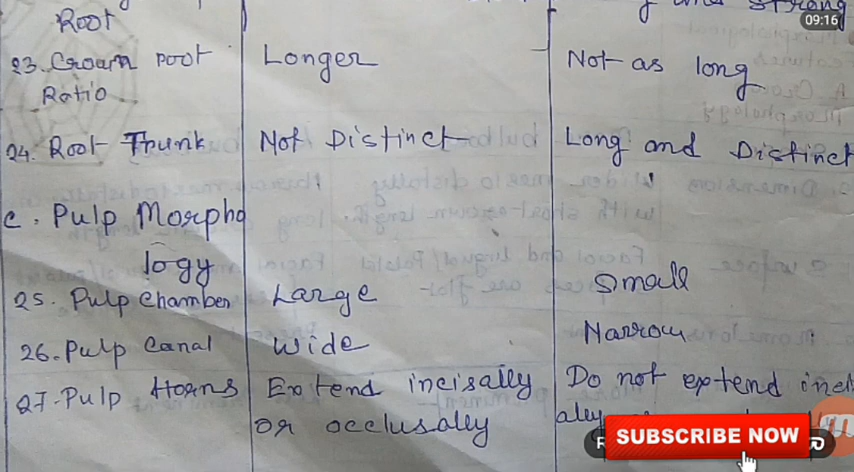 09:16
Root
23. Crown root Longer Not as long
Ratio
24. Root Trunk Not Distinct Long and Distinct
C. Pulp Morpho
logy
25. Pulp Chamber Large Small
26. Pulp Canal Wide Narrow
27. Pulp Horns Extend incisally Do not extend inci
or occlusally ally
SUBSCRIBE NOW